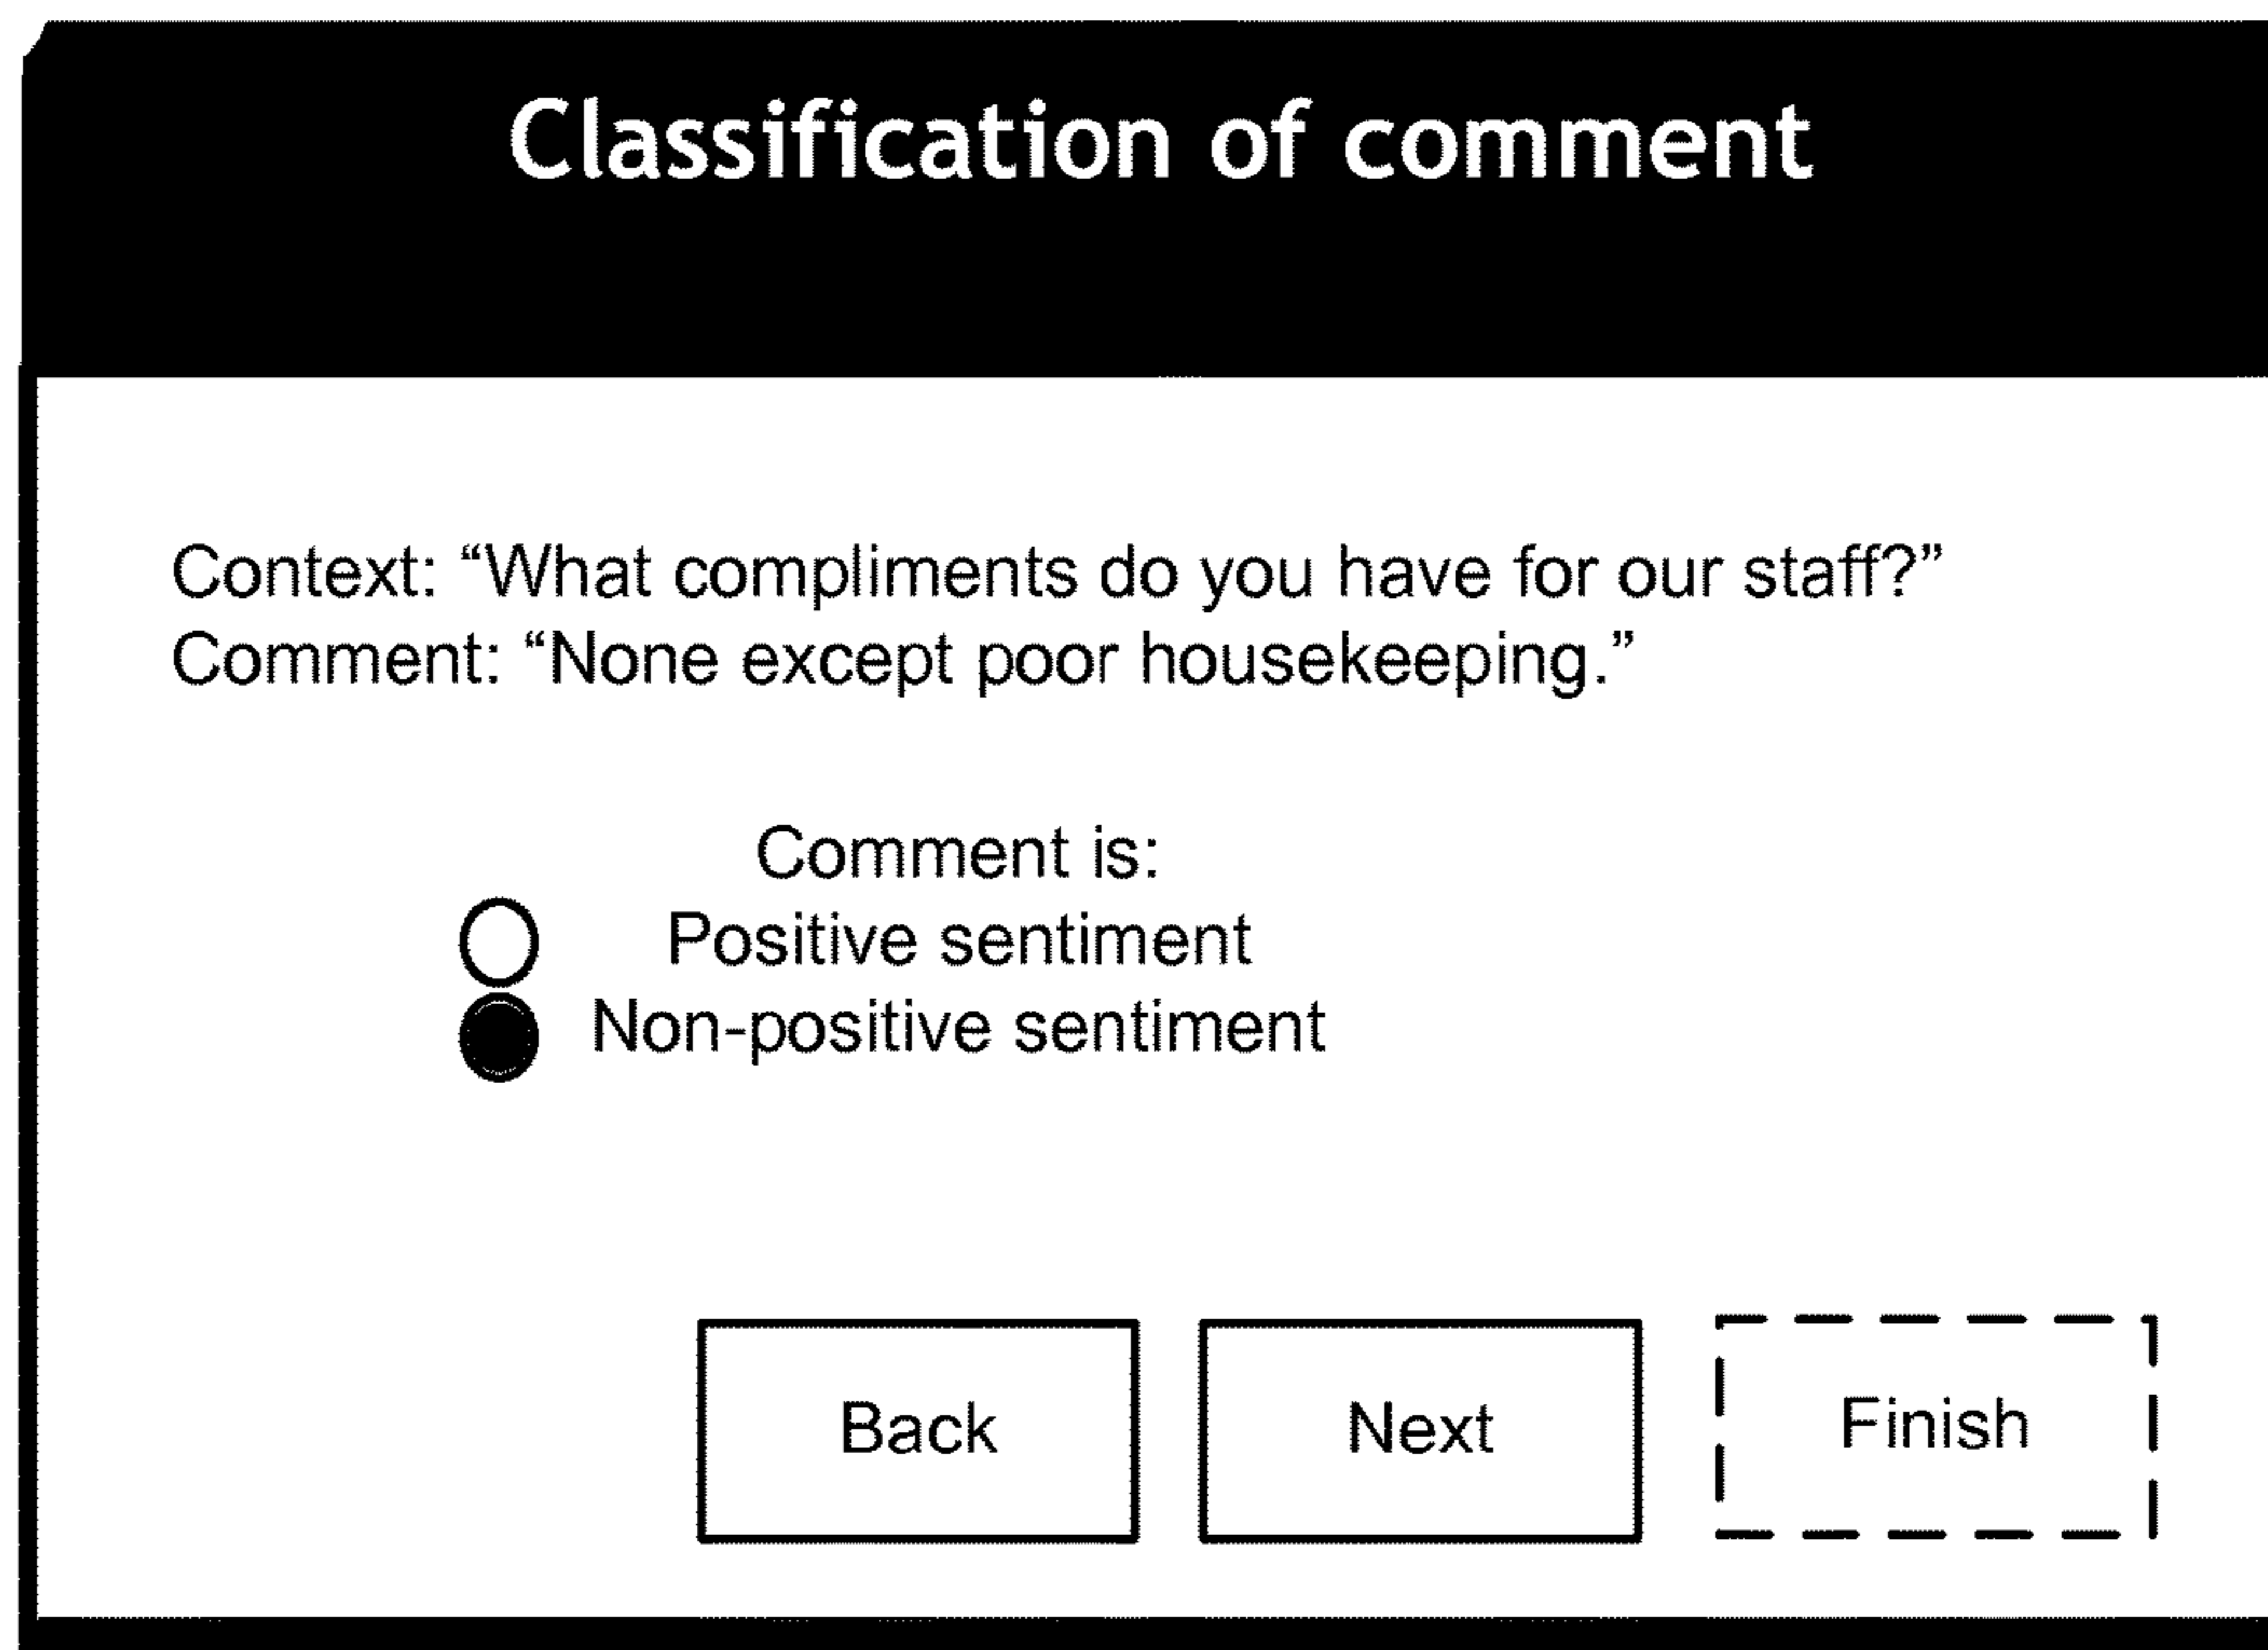 Classification of comment
Context: “What compliments do you have for our staff?”
Comment: “None except poor housekeeping.”
Comment is:
Positive sentiment
Non-positive sentiment
Back Next Finish